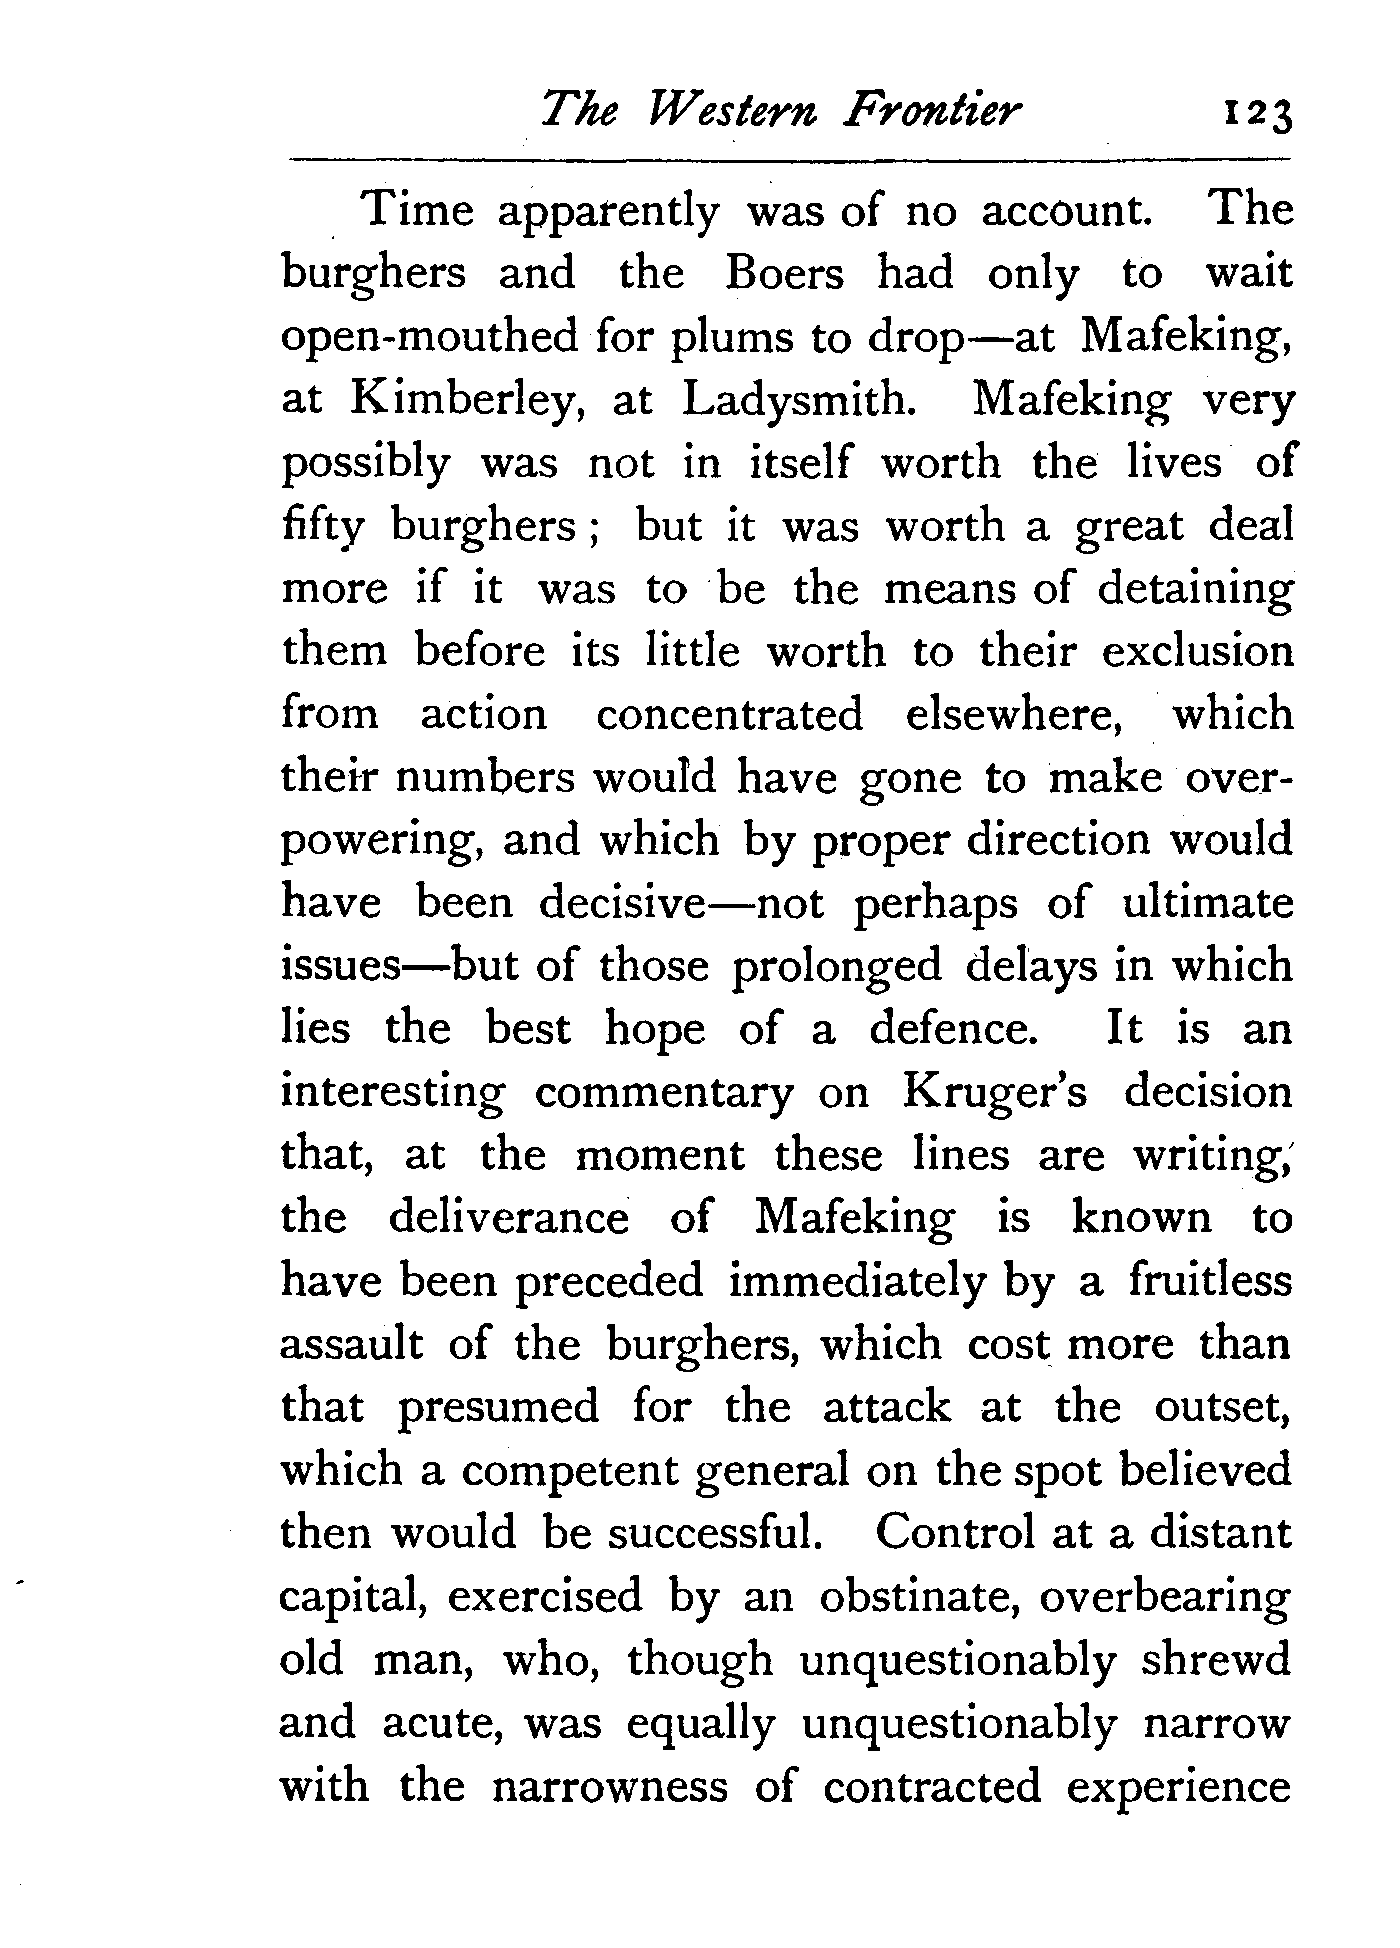 The Western Frontier 123
Time apparently was of no account. The
burghers and the Boers had only to wait
open-mouthed for plums to drop—at Mafeking,
at Kimberley, at Ladysmith. Mafeking very
possibly was not in itself worth the lives of
fifty burghers ; but it was worth a great deal
more if it was to be the means of detaining
them before its little worth to their exclusion
from action concentrated elsewhere, which
their numbers would have gone to make over-
powering, and which by proper direction would
have been decisive—not perhaps of ultimate
issues—but of those prolonged delays in which
lies the best hope of a defence. It is an
interesting commentary on Kruger's decision
that, at the moment these lines are writing,
the deliverance of Mafeking is known to
have been preceded immediately by a fruitless
assault of the burghers, which cost more than
that presumed for the attack at the outset,
which a competent general on the spot believed
then would be successful. Control at a distant
capital, exercised by an obstinate, overbearing
old man, who, though unquestionably shrewd
and acute, was equally unquestionably narrow
with the narrowness of contracted experience